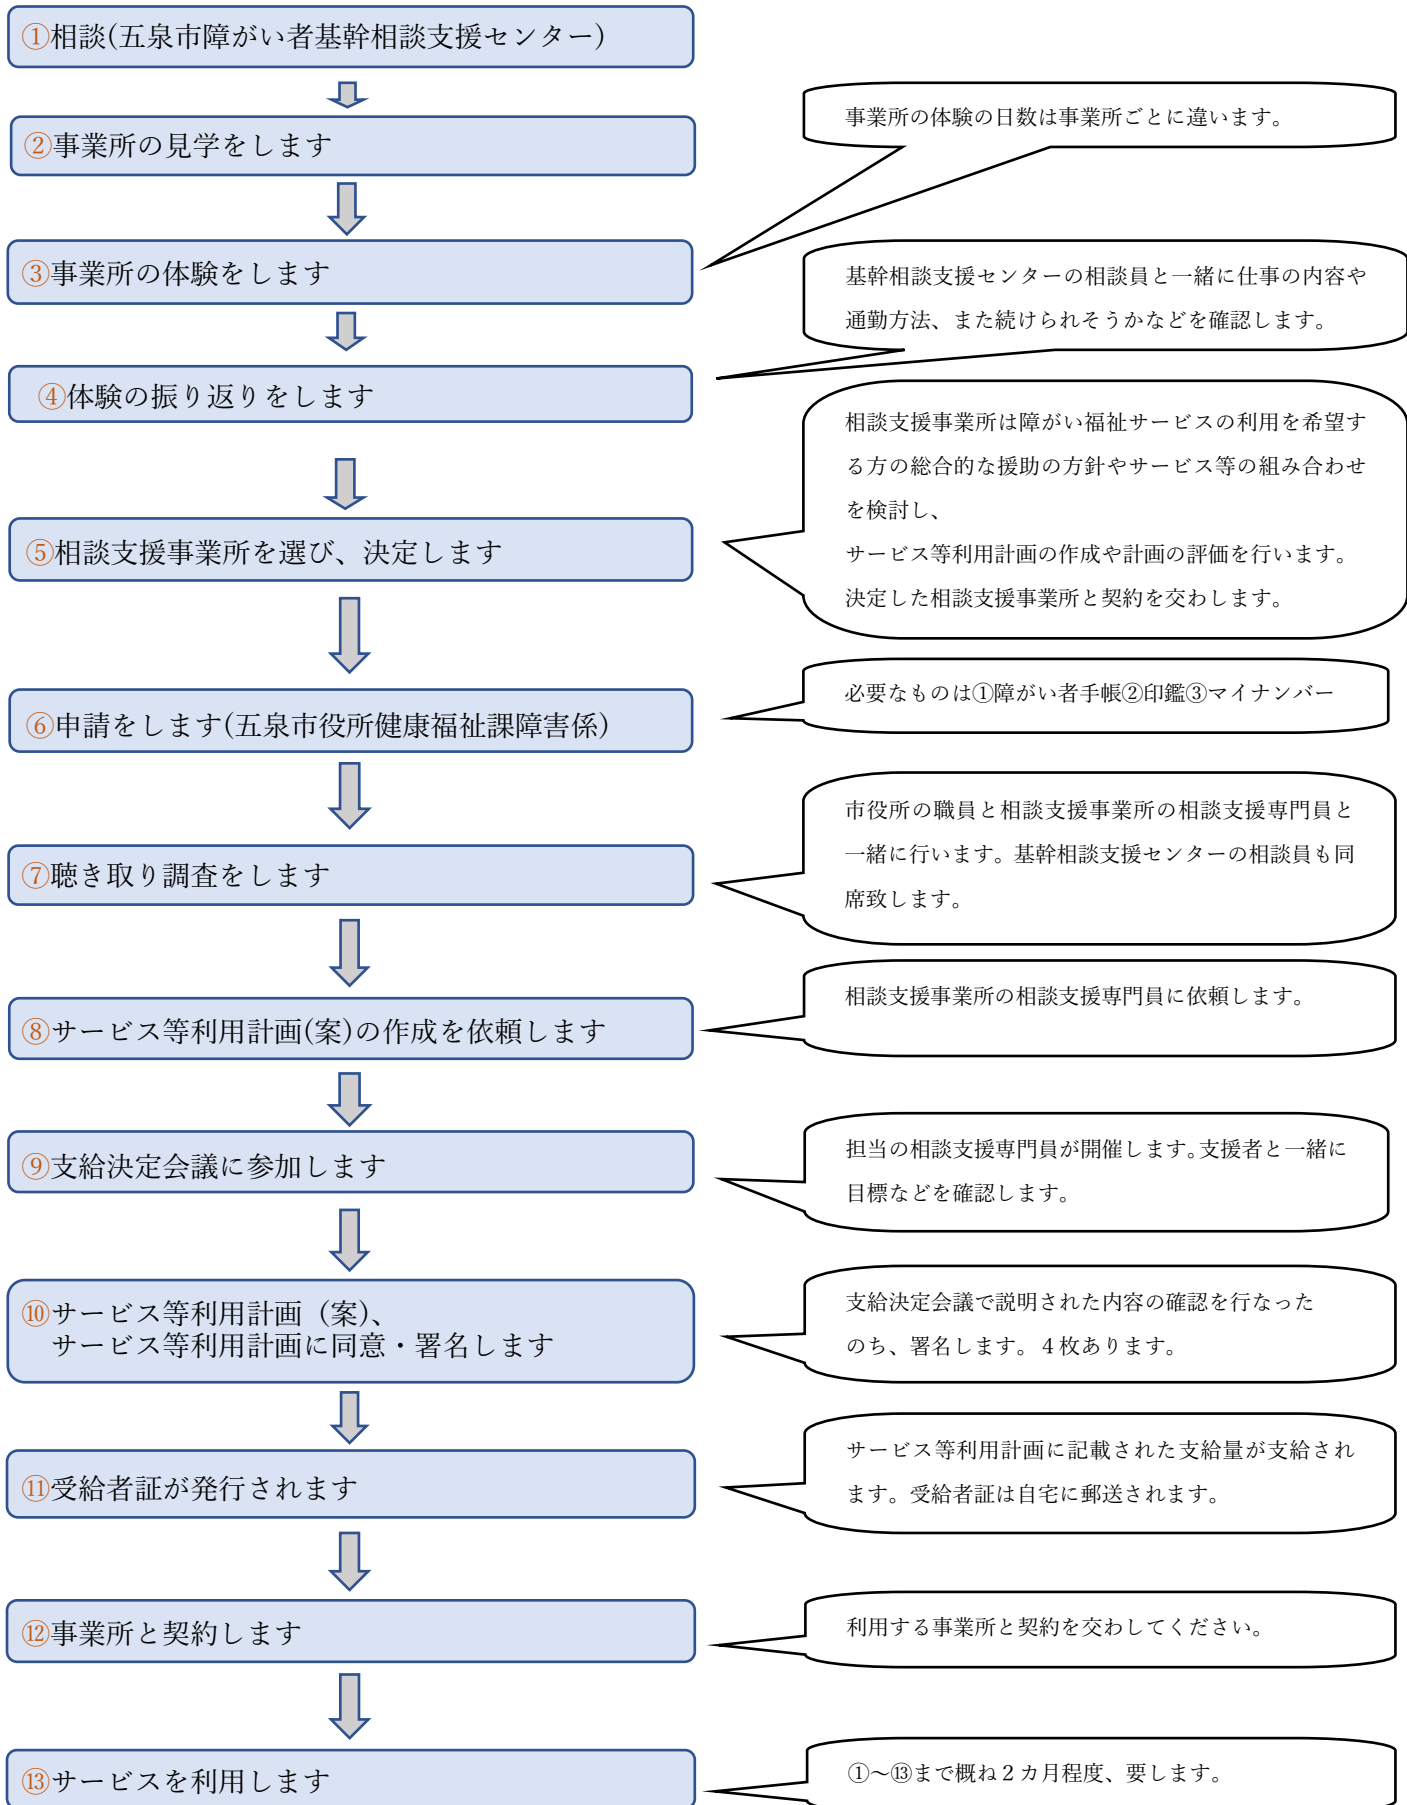 ①相談(五泉市障がい者基幹相談支援センター)
②事業所の見学をします
事業所の体験の日数は事業所ごとに違います。
③事業所の体験をします
基幹相談支援センターの相談員と一緒に仕事の内容や
通勤方法、また続けられそうかなどを確認します。
④体験の振り返りをします
相談支援事業所は障がい福祉サービスの利用を希望す
る方の総合的な援助の方針やサービス等の組み合わせ
を検討し、
サービス等利用計画の作成や計画の評価を行います。
決定した相談支援事業所と契約を交わします。
⑤相談支援事業所を選び、決定します
⑥申請をします(五泉市役所健康福祉課障害係)
必要なものは①障がい者手帳②印鑑③マイナンバー
⑦聴き取り調査をします
市役所の職員と相談支援事業所の相談支援専門員と
一緒に行います。基幹相談支援センターの相談員も同
席致します。
⑧サービス等利用計画(案)の作成を依頼します
相談支援事業所の相談支援専門員に依頼します。
⑨支給決定会議に参加します
担当の相談支援専門員が開催します。支援者と一緒に
目標などを確認します。
⑩サービス等利用計画（案)、
サービス等利用計画に同意・署名します
支給決定会議で説明された内容の確認を行なった
のち、署名します。４枚あります。
⑪受給者証が発行されます
サービス等利用計画に記載された支給量が支給され
ます。受給者証は自宅に郵送されます。
⑫事業所と契約します
利用する事業所と契約を交わしてください。
⑬サービスを利用します
①～⑬まで概ね２カ月程度、要します。